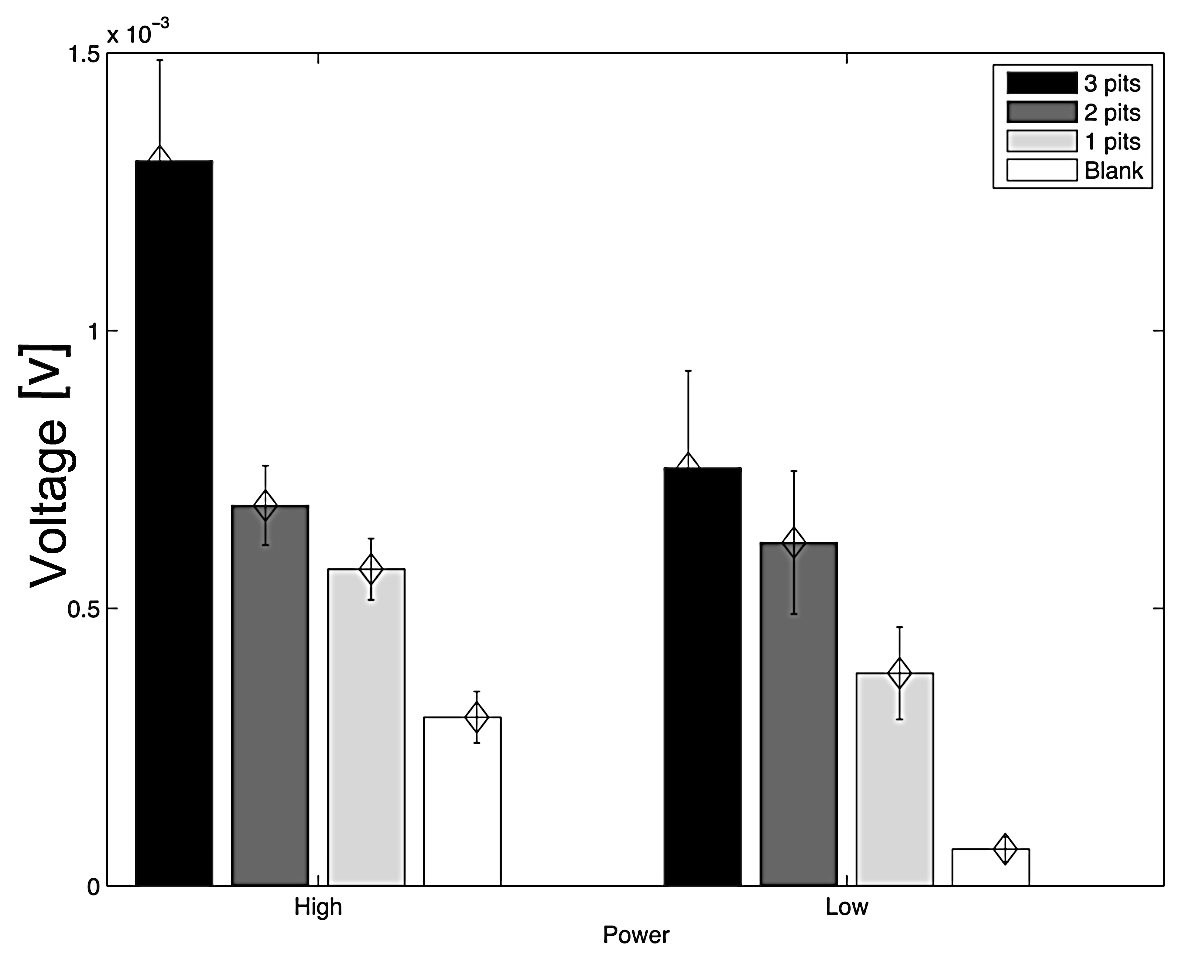 x 10⁻³
1.5
1
0.5
0
Voltage [v]
3 pits
2 pits
1 pits
Blank
High
Low
Power